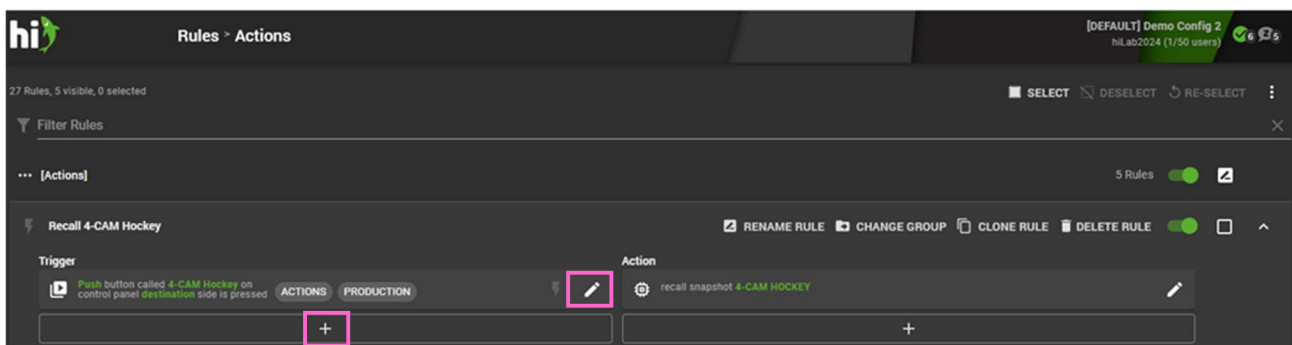 hi
Rules > Actions
[DEFAULT] Demo Config 2
hiLab2024 (1/50 users)
6
5
27 Rules, 5 visible, 0 selected
SELECT
DESELECT
RE-SELECT
Filter Rules
[Actions]
5 Rules
Recall 4-CAM Hockey
RENAME RULE
CHANGE GROUP
CLONE RULE
DELETE RULE
Trigger
Action
Push button called 4-CAM Hockey on
control panel destination side is pressed
ACTIONS
PRODUCTION
recall snapshot 4-CAM HOCKEY
+
+